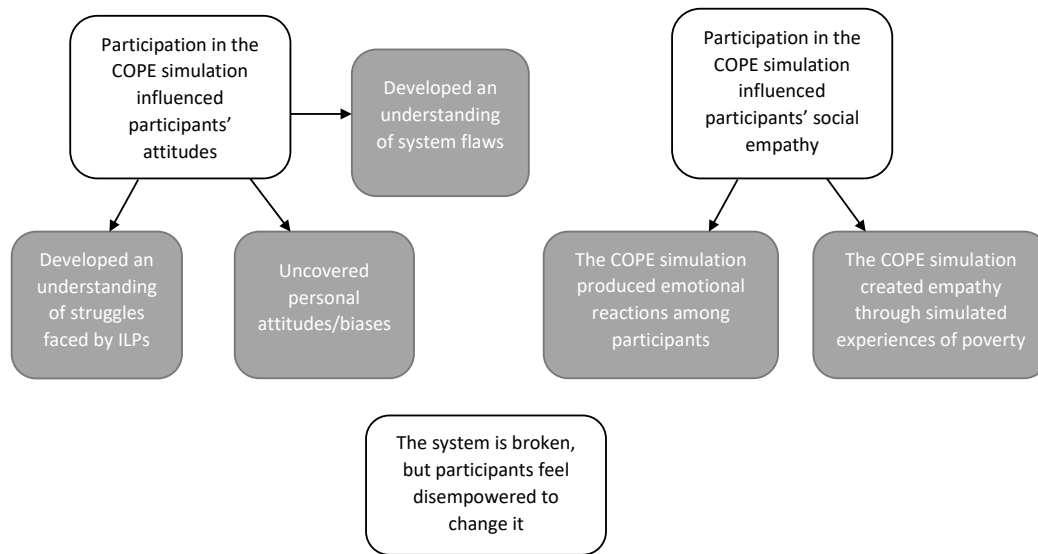 Participation in the
COPE simulation
influenced
participants’
attitudes
Developed an
understanding
of system flaws
Developed an
understanding
of struggles
faced by ILPs
Uncovered
personal
attitudes/biases
Participation in the
COPE simulation
influenced
participants’ social
empathy
The COPE simulation
produced emotional
reactions among
participants
The COPE simulation
created empathy
through simulated
experiences of poverty
The system is broken,
but participants feel
disempowered to
change it